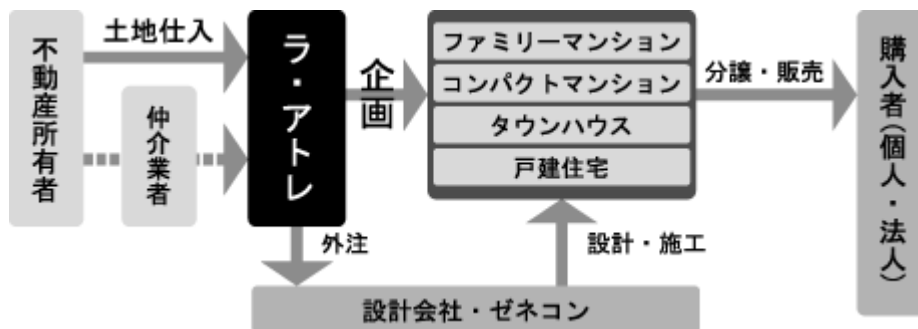 不動産所有者
土地仕入
仲介業者
ラ・アトレ
企画
ファミリーマンション
コンパクトマンション
タウンハウス
戸建住宅
分譲・販売
購入者(個人・法人)
外注
設計・施工
設計会社・ゼネコン